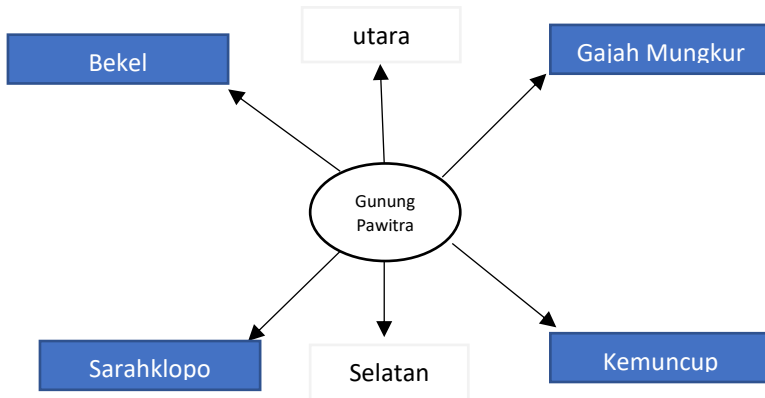 utara
Bekel
Gajah Mungkur
Gunung
Pawitra
Sarahklopo
Selatan
Kemuncup